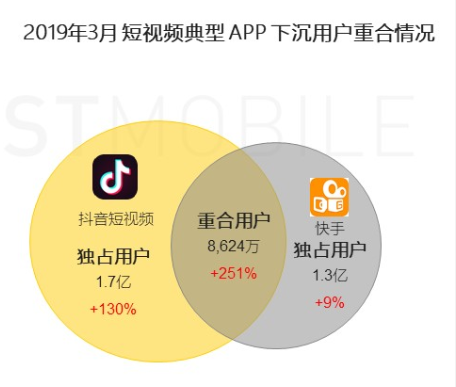 2019年3月 短视频典型 APP 下沉用户重合情况
STMOBILE
抖音短视频
独占用户
1.7亿
+130%
重合用户
8,624万
+251%
快手
独占用户
1.3亿
+9%